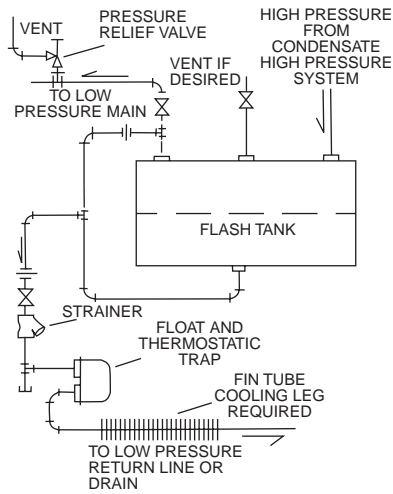 VENT
PRESSURE
RELIEF VALVE
HIGH PRESSURE
FROM
CONDENSATE
HIGH PRESSURE
SYSTEM
VENT IF
DESIRED
TO LOW
PRESSURE MAIN
FLASH TANK
STRAINER
FLOAT AND
THERMOSTATIC
TRAP
FIN TUBE
COOLING LEG
REQUIRED
TO LOW PRESSURE
RETURN LINE OR
DRAIN